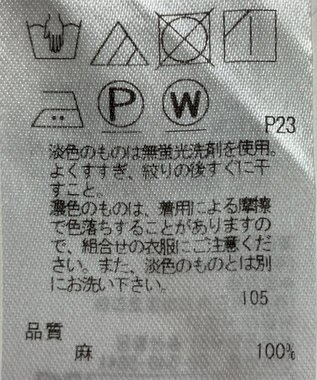 P W
P23
淡色のものは無蛍光洗剤を使用。
よくすすぎ、絞りの後すぐに干
すこと。
濃色のものは、着用による摩擦
で色落ちすることがありますの
で、組合せの衣服にご注意くだ
さい。また、淡色のものとは別
にお洗い下さい。
105
品質
麻 100%